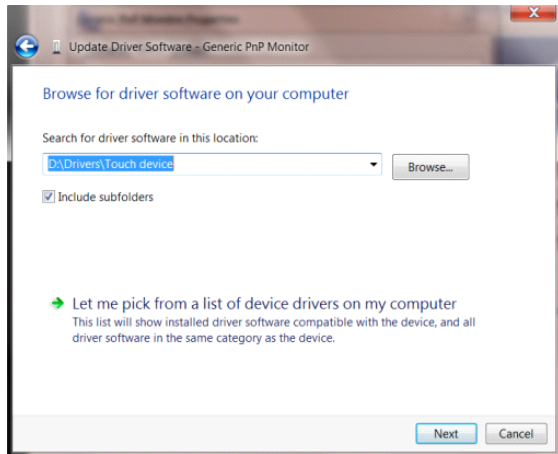 Update Driver Software - Generic PnP Monitor
Browse for driver software on your computer
Search for driver software in this location:
D:\Drivers\Touch device
Browse...
Include subfolders
Let me pick from a list of device drivers on my computer
This list will show installed driver software compatible with the device, and all
driver software in the same category as the device.
Next
Cancel